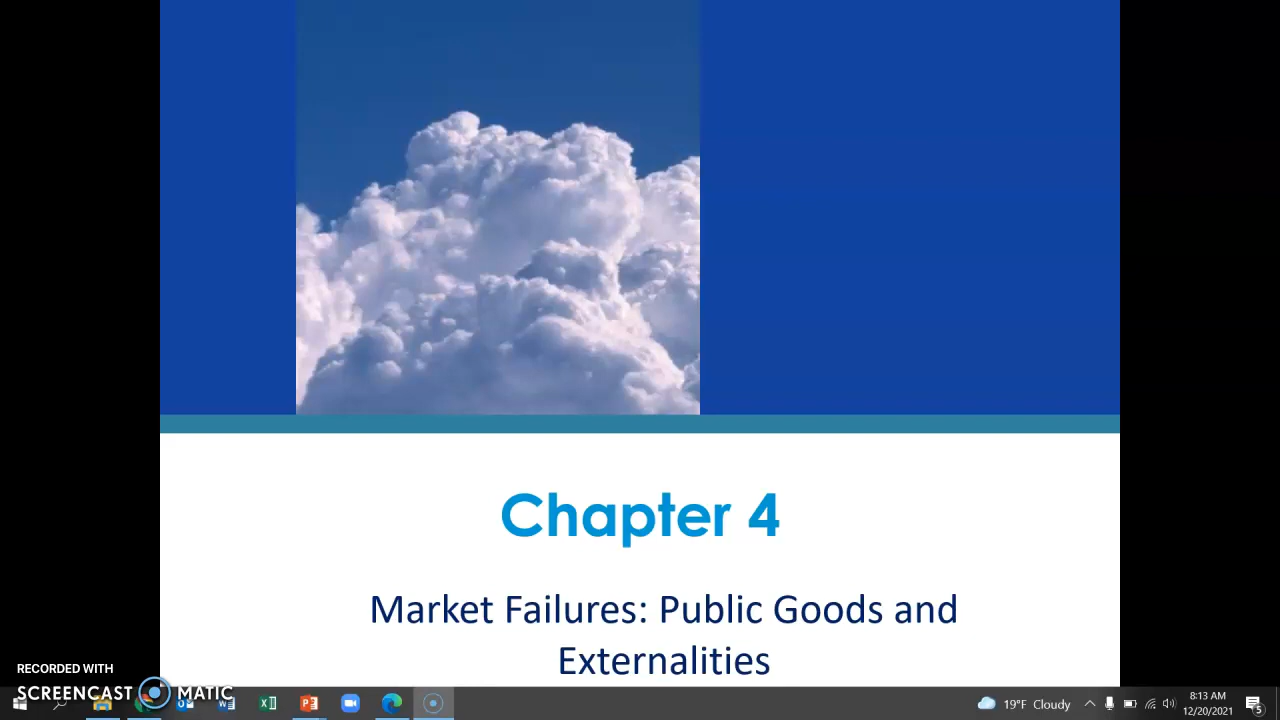 Chapter 4
Market Failures: Public Goods and
Externalities
RECORDED WITH
SCREENCAST MATIC
19°F Cloudy
8:13 AM
12/20/2021
5